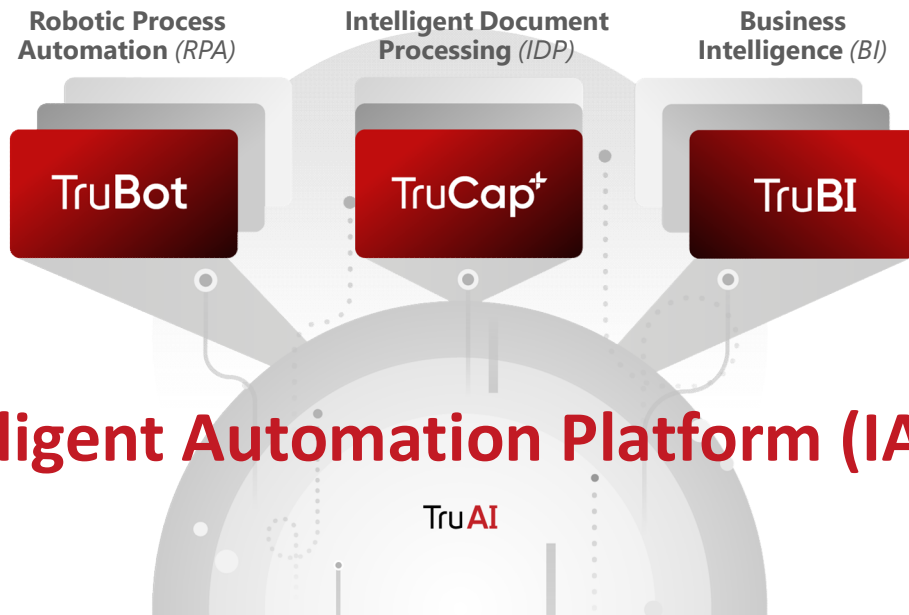 Robotic Process
Automation (RPA)
Intelligent Document
Processing (IDP)
Business
Intelligence (BI)
TruBot
TruCap+
TruBI
lligent Automation Platform (IA
TruAI